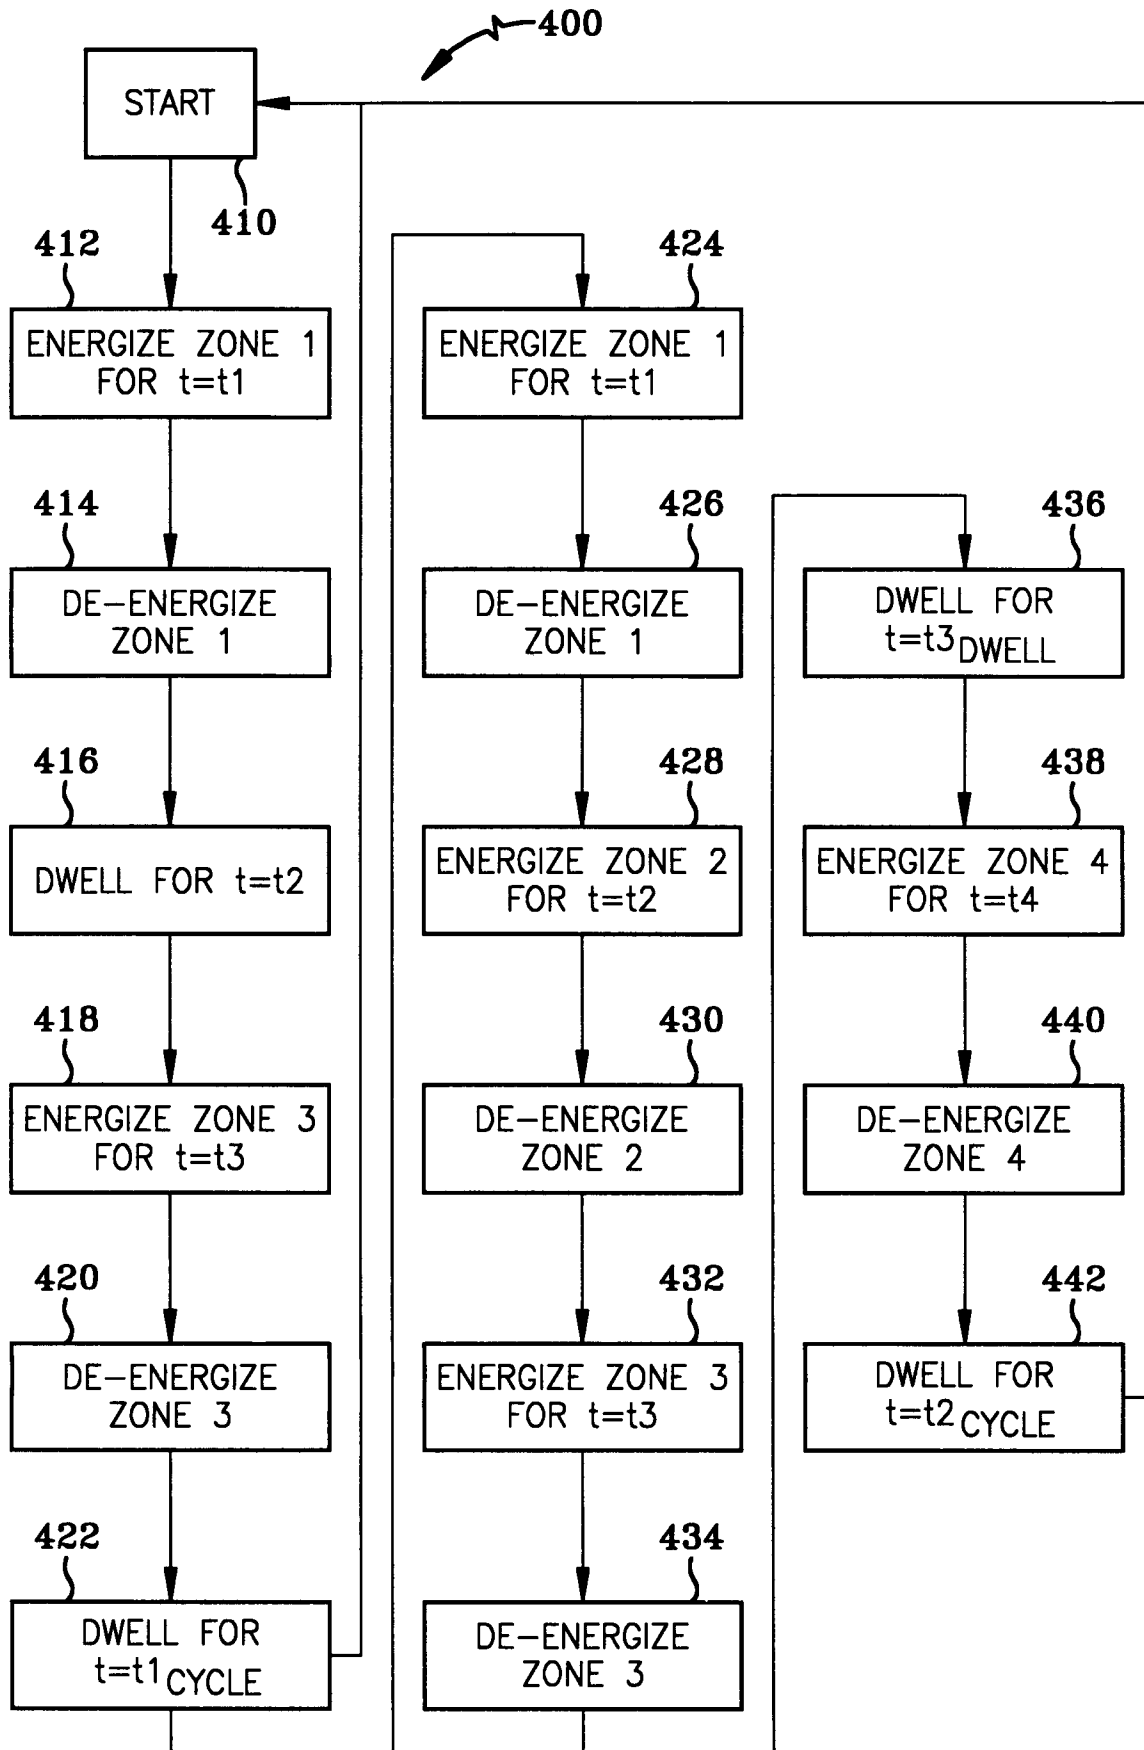 400
START
410
412
ENERGIZE ZONE 1
FOR t=t1
414
DE-ENERGIZE
ZONE 1
416
DWELL FOR t=t2
418
ENERGIZE ZONE 3
FOR t=t3
420
DE-ENERGIZE
ZONE 3
422
DWELL FOR
t=t1CYCLE
424
ENERGIZE ZONE 1
FOR t=t1
426
DE-ENERGIZE
ZONE 1
428
ENERGIZE ZONE 2
FOR t=t2
430
DE-ENERGIZE
ZONE 2
432
ENERGIZE ZONE 3
FOR t=t3
434
DE-ENERGIZE
ZONE 3
436
DWELL FOR
t=t3DWELL
438
ENERGIZE ZONE 4
FOR t=t4
440
DE-ENERGIZE
ZONE 4
442
DWELL FOR
t=t2CYCLE